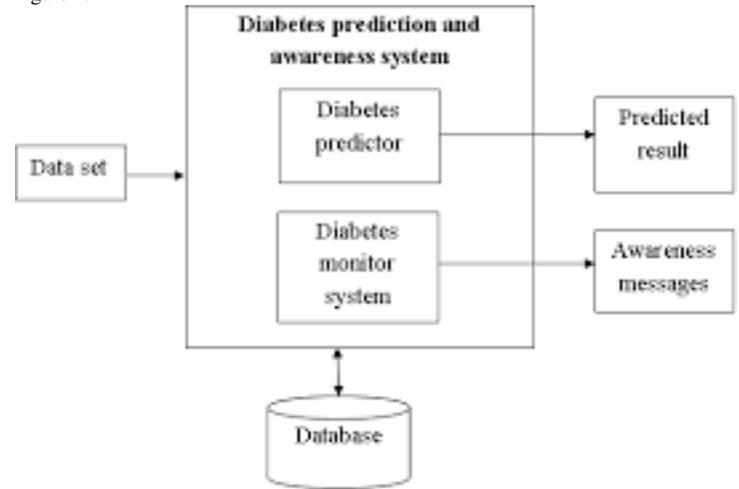 Diabetes prediction and
awareness system
Diabetes
predictor
Predicted
result
Data set
Diabetes
monitor
system
Awareness
messages
Database